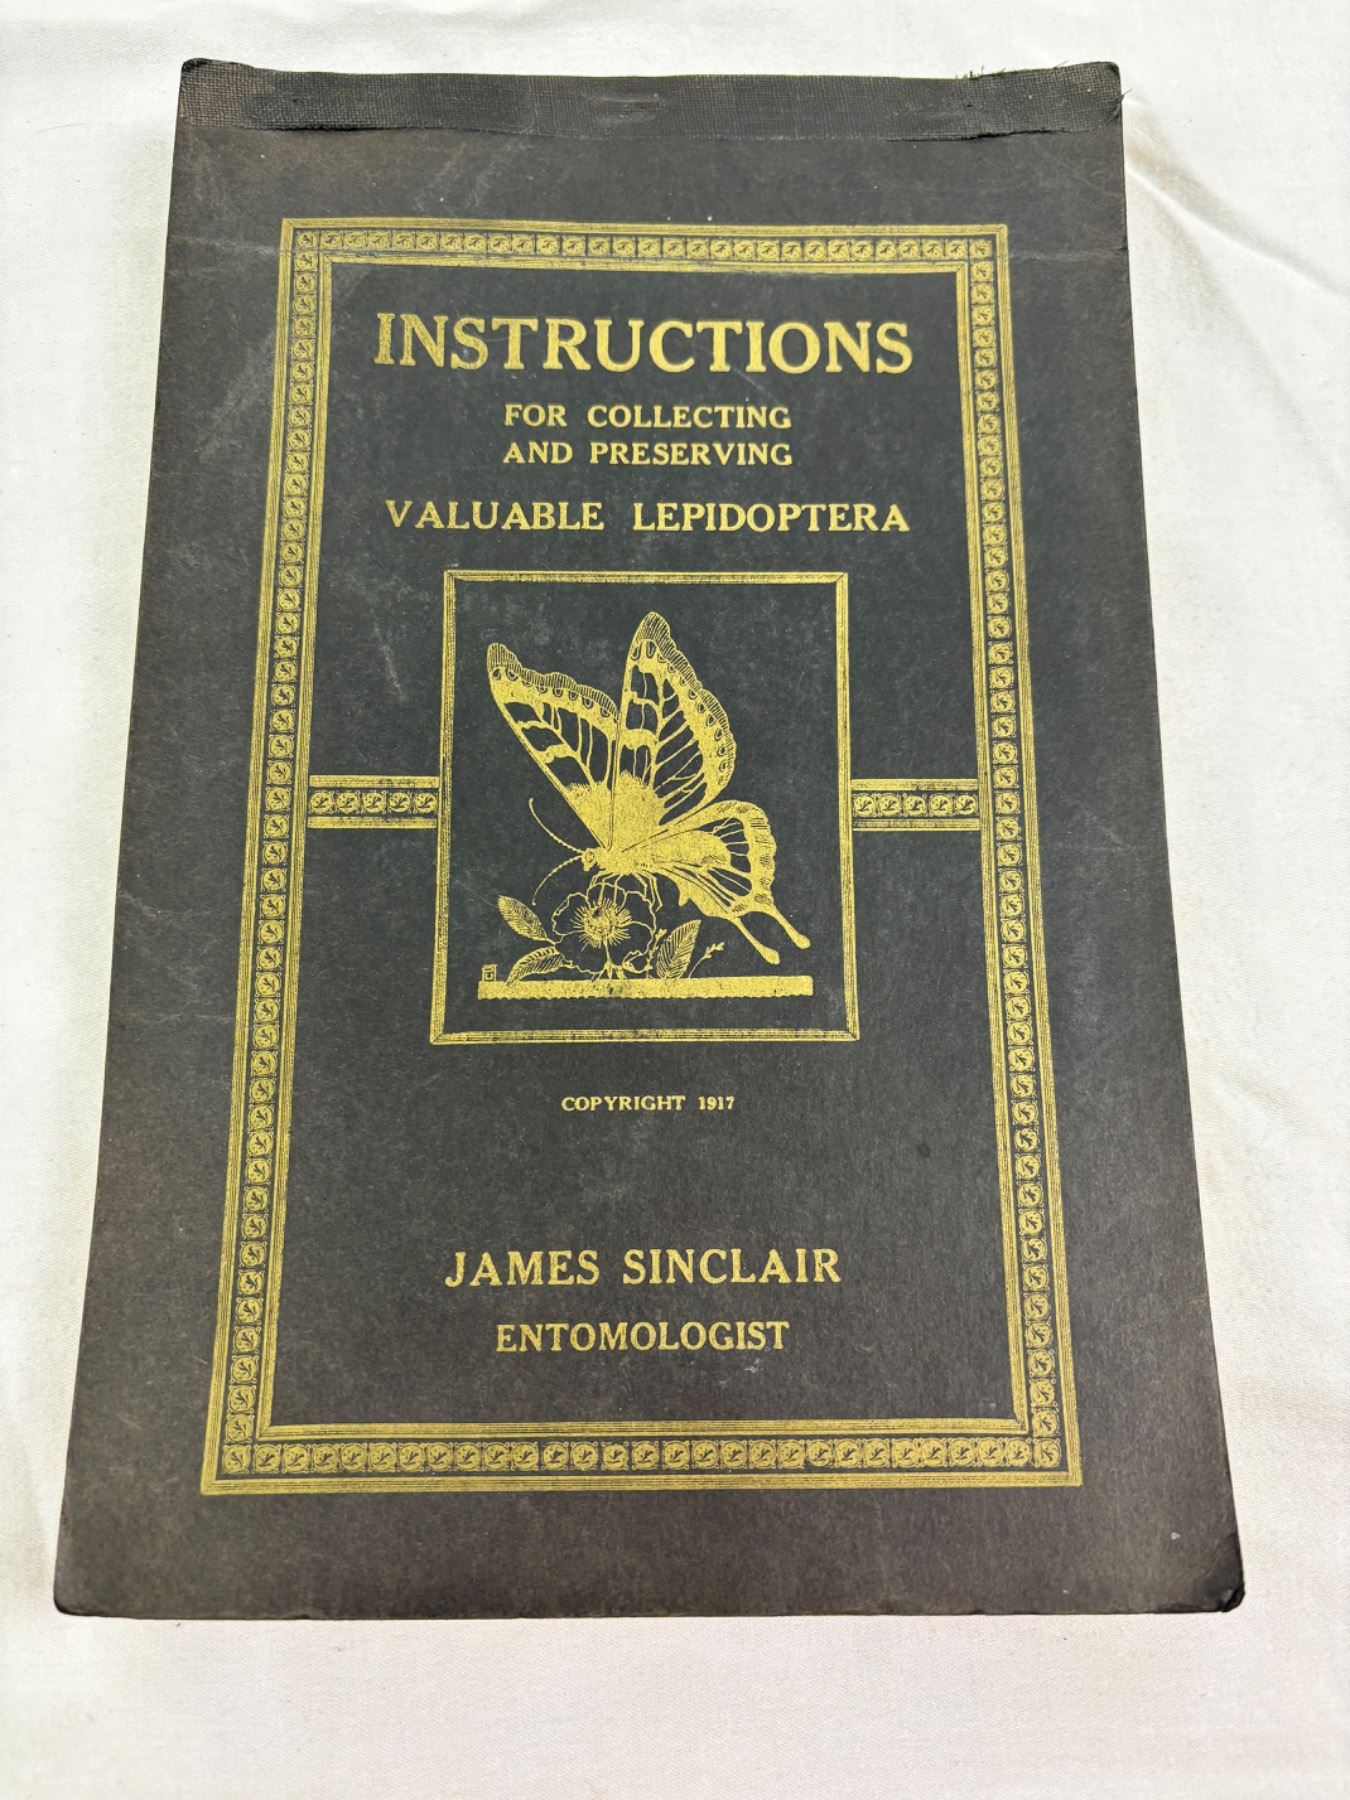 INSTRUCTIONS
FOR COLLECTING
AND PRESERVING
VALUABLE LEPIDOPTERA
COPYRIGHT 1917
JAMES SINCLAIR
ENTOMOLOGIST